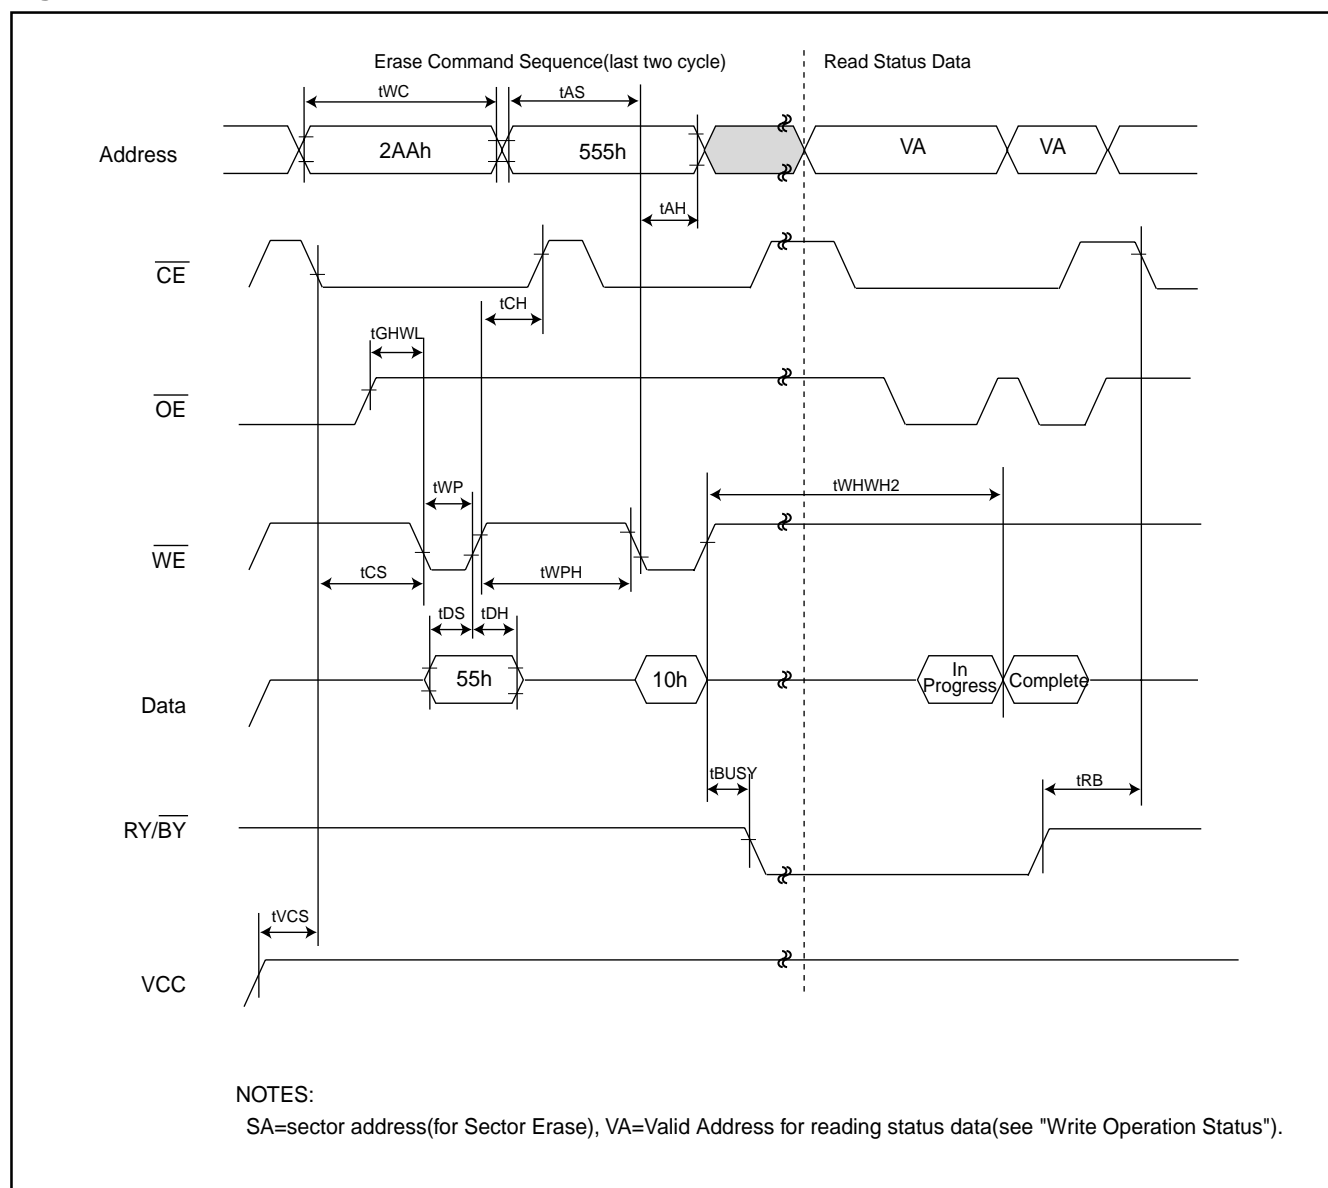 Erase Command Sequence(last two cycle) Read Status Data
tWC tAS
Address 2AAh 555h VA VA
tAH
CE
tCH
tGHWL
OE
tWP tWHWH2
WE
tCS tWPH
tDS tDH
Data 55h 10h In Progress Complete
tBUSY tRB
RY/BY
tVCS
VCC
NOTES:
SA=sector address(for Sector Erase), VA=Valid Address for reading status data(see "Write Operation Status").